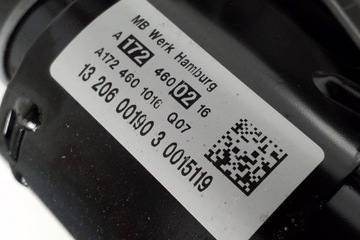 MB Werk Hamburg
A 172 460 02 16
A172 460 1016 Q07
13 206 00190 3 0015119